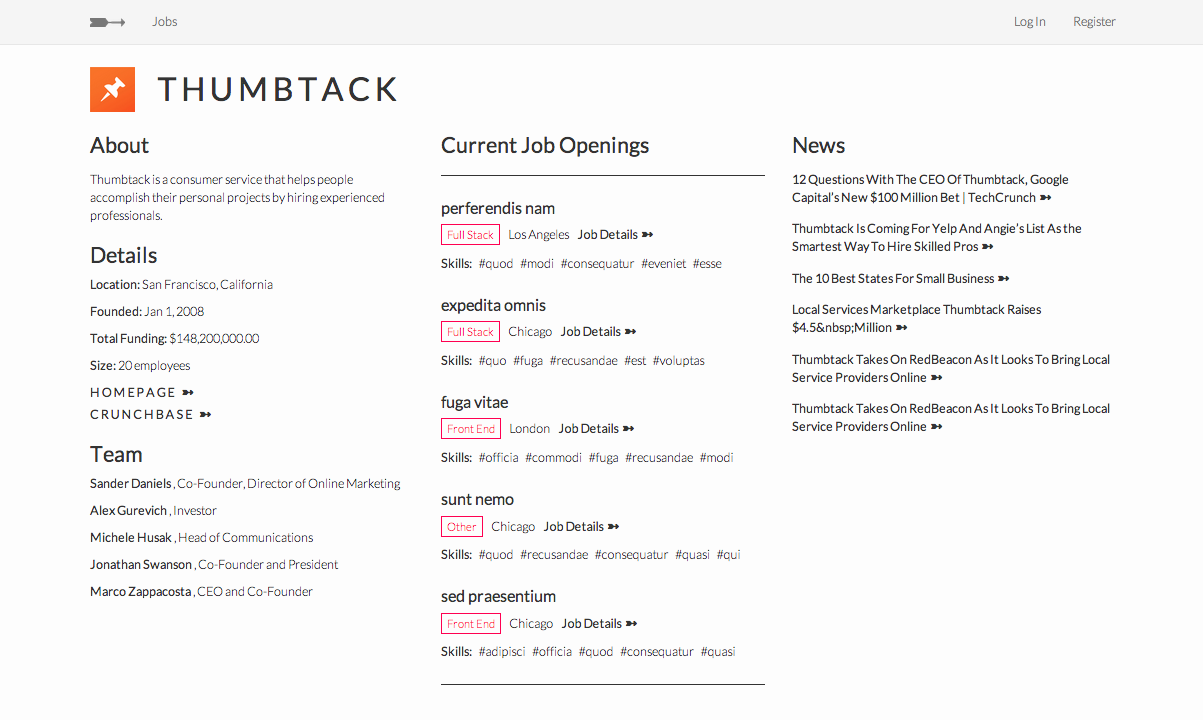 Jobs
Log In
Register
THUMBTACK
About
Thumbtack is a consumer service that helps people
accomplish their personal projects by hiring experienced
professionals.
Details
Location: San Francisco, California
Founded: Jan 1, 2008
Total Funding: $148,200,000.00
Size: 20 employees
HOMEPAGE
CRUNCHBASE
Team
Sander Daniels , Co-Founder, Director of Online Marketing
Alex Gurevich , Investor
Michele Husak , Head of Communications
Jonathan Swanson , Co-Founder and President
Marco Zappacosta , CEO and Co-Founder
Current Job Openings
perferendis nam
Full Stack Los Angeles Job Details
Skills: #quod #modi #consequatur #eveniet #esse
expedita omnis
Full Stack Chicago Job Details
Skills: #quo #fuga #recusandae #est #voluptas
fuga vitae
Front End London Job Details
Skills: #officia #commodi #fuga #recusandae #modi
sunt nemo
Other Chicago Job Details
Skills: #quod #recusandae #consequatur #quasi #qui
sed praesentium
Front End Chicago Job Details
Skills: #adipisci #officia #quod #consequatur #quasi
News
12 Questions With The CEO Of Thumbtack, Google
Capital's New $100 Million Bet | TechCrunch
Thumbtack Is Coming For Yelp And Angie's List As the
Smartest Way To Hire Skilled Pros
The 10 Best States For Small Business
Local Services Marketplace Thumbtack Raises
$4.5&nbsp;Million
Thumbtack Takes On RedBeacon As It Looks To Bring Local
Service Providers Online
Thumbtack Takes On RedBeacon As It Looks To Bring Local
Service Providers Online